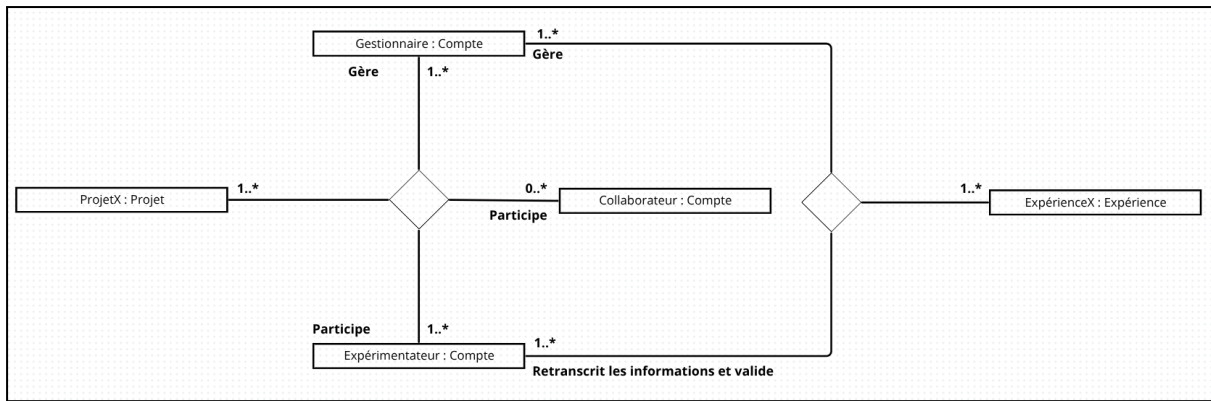 Gestionnaire : Compte
1..*
Gère
Gère
1..*
ProjetX : Projet
1..*
0..*
Participe
Collaborateur : Compte
1..*
ExpérienceX : Expérience
Participe
1..*
Expérimentateur : Compte
1..*
Retranscrit les informations et valide